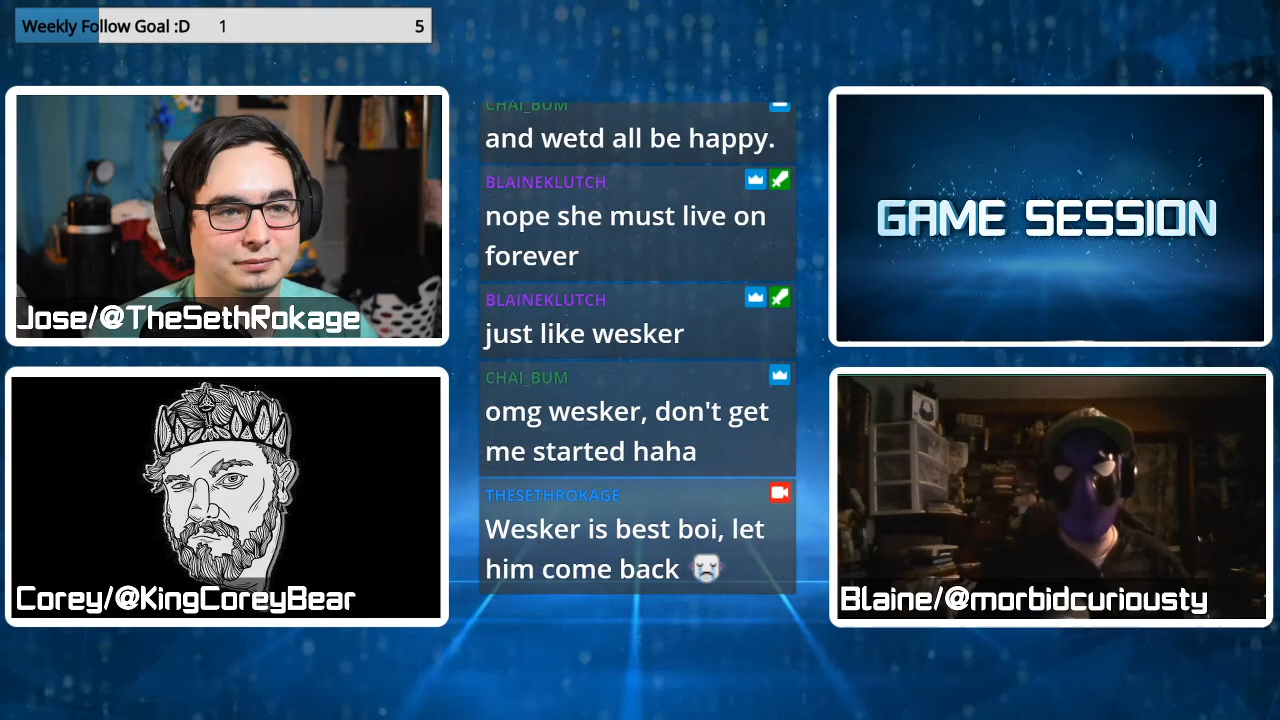 Weekly Follow Goal :D 1 5
CHAI_BUM
and wetd all be happy.
BLAINEKLUTCH
nope she must live on
forever
BLAINEKLUTCH
just like wesker
CHAI_BUM
omg wesker, don't get
me started haha
THESETHROKAGE
Wesker is best boi, let
him come back
Jose/@TheSethRokage
Corey/@KingCoreyBear
GAME SESSION
Blaine/@morbidcuriousty